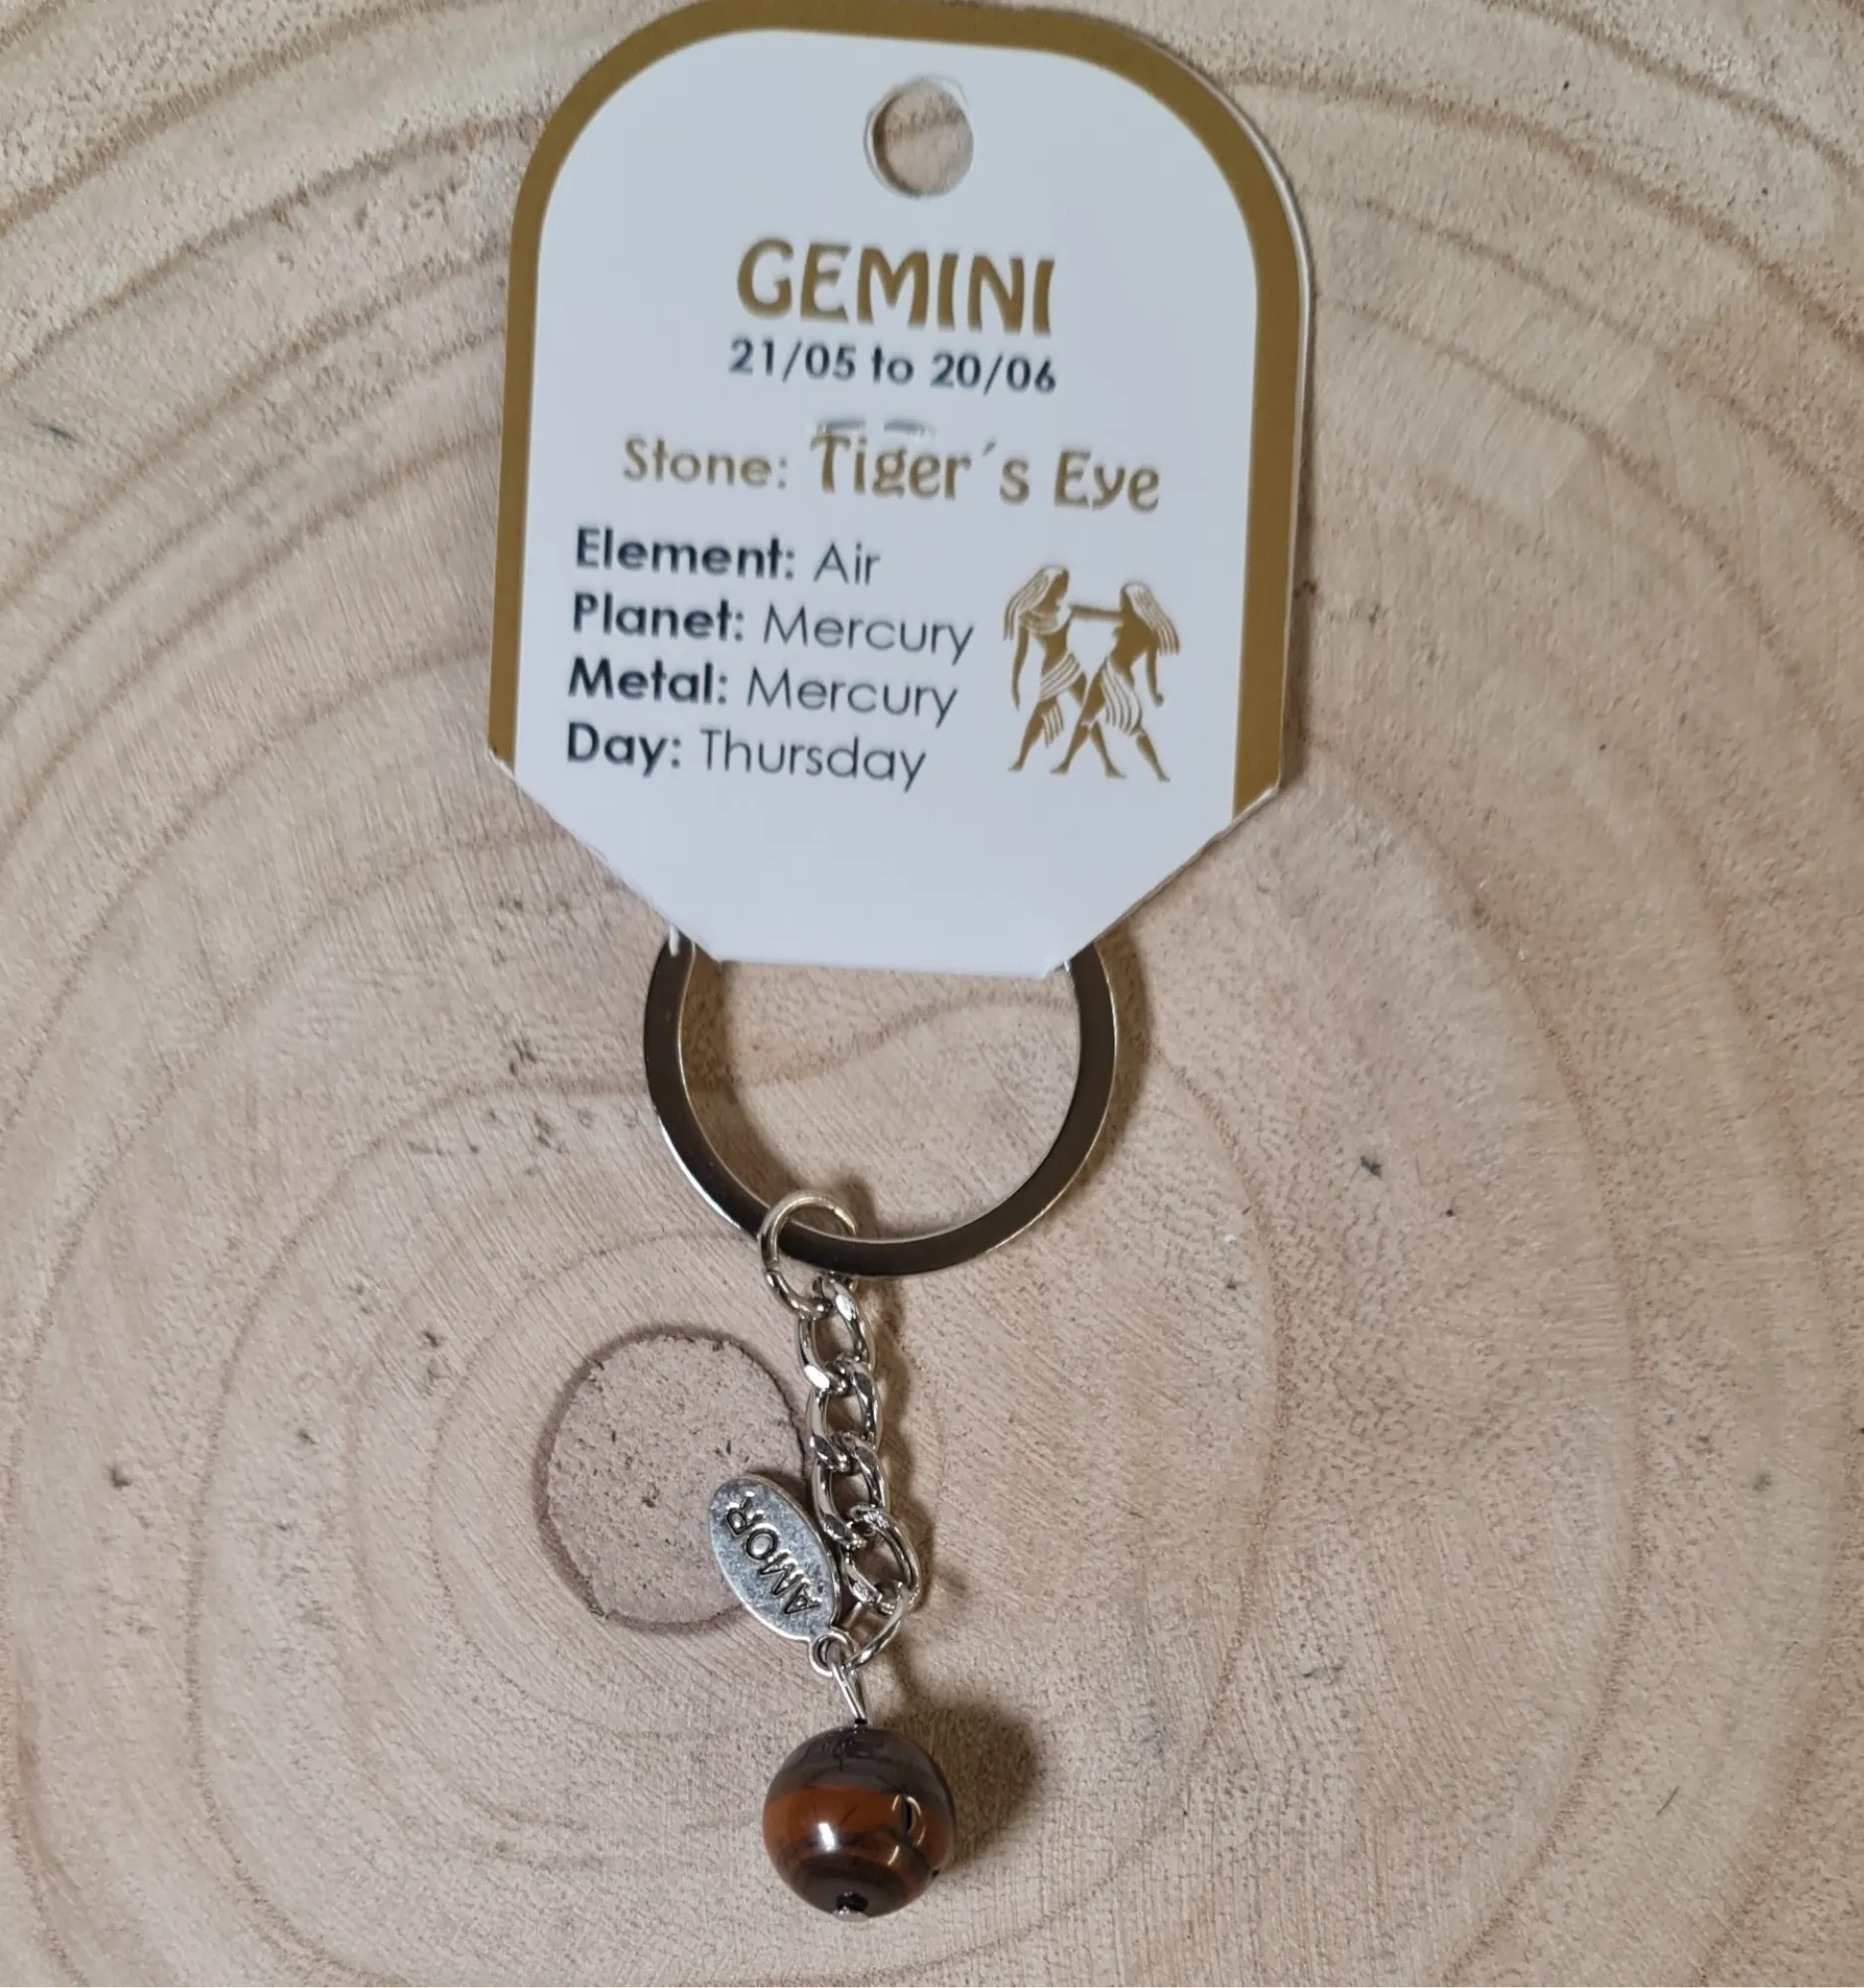 GEMINI
21/05 to 20/06
Stone: Tiger´s Eye
Element: Air
Planet: Mercury
Metal: Mercury
Day: Thursday
AMOR